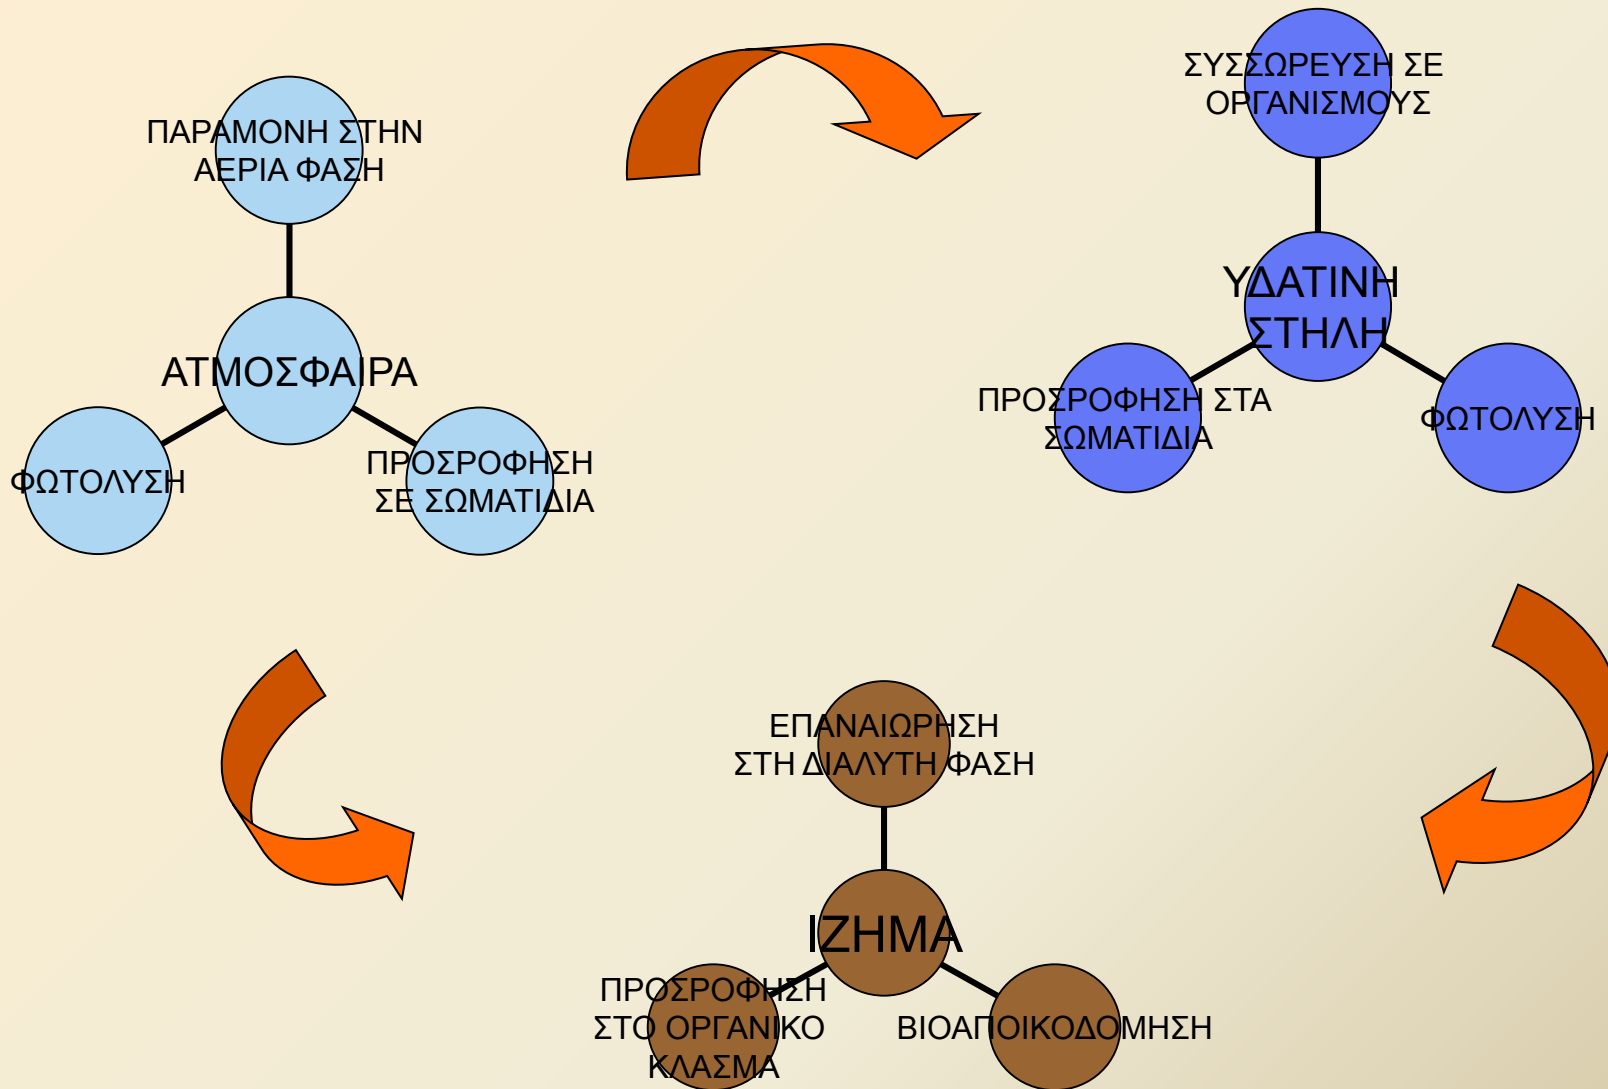 ΠΑΡΑΜΟΝΗ ΣΤΗΝ
ΑΕΡΙΑ ΦΑΣΗ
ΑΤΜΟΣΦΑΙΡΑ
ΦΩΤΟΛΥΣΗ
ΠΡΟΣΡΟΦΗΣΗ
ΣΕ ΣΩΜΑΤΙΔΙΑ
ΣΥΣΣΩΡΕΥΣΗ ΣΕ
ΟΡΓΑΝΙΣΜΟΥΣ
ΥΔΑΤΙΝΗ
ΣΤΗΛΗ
ΠΡΟΣΡΟΦΗΣΗ ΣΤΑ
ΣΩΜΑΤΙΔΙΑ
ΦΩΤΟΛΥΣΗ
ΕΠΑΝΑΙΩΡΗΣΗ
ΣΤΗ ΔΙΑΛΥΤΗ ΦΑΣΗ
ΙΖΗΜΑ
ΠΡΟΣΡΟΦΗΣΗ
ΣΤΟ ΟΡΓΑΝΙΚΟ
ΚΛΑΣΜΑ
ΒΙΟΑΠΟΙΚΟΔΟΜΗΣΗ